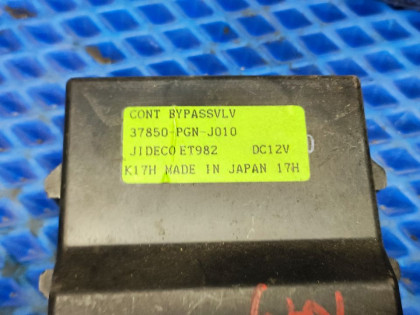 CONT BYPASSVLV
37850-PGN-J010
JIDECO ET982 DC12V
K17H MADE IN JAPAN 17H